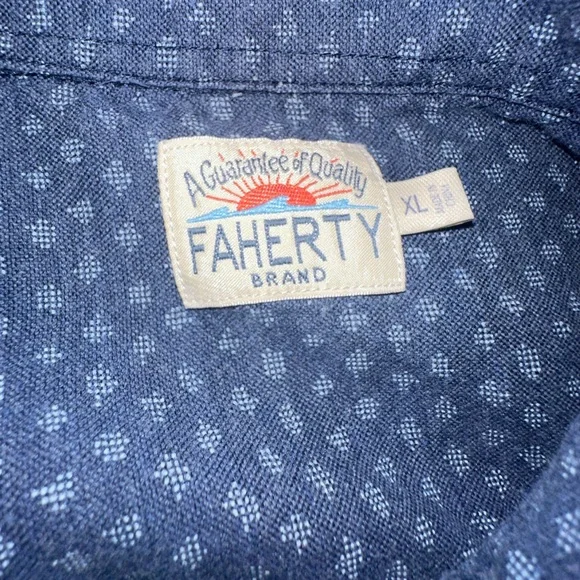 A Guarantee of Quality
FAHERTY
BRAND
XL